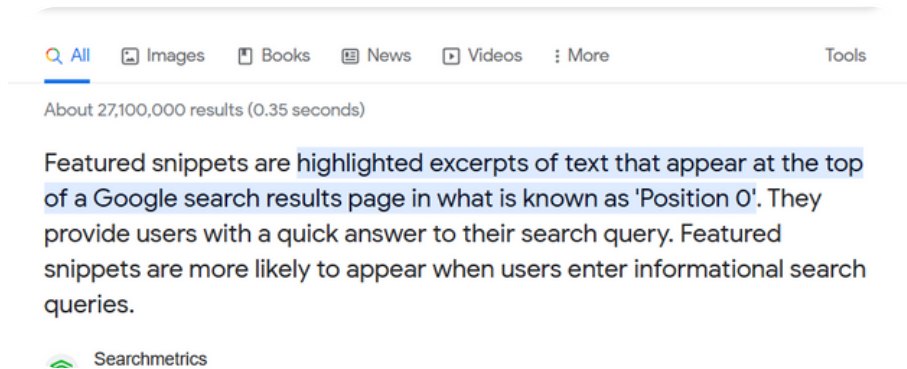 All Images Books News Videos More Tools
About 27,100,000 results (0.35 seconds)
Featured snippets are highlighted excerpts of text that appear at the top
of a Google search results page in what is known as 'Position 0'. They
provide users with a quick answer to their search query. Featured
snippets are more likely to appear when users enter informational search
queries.
Searchmetrics